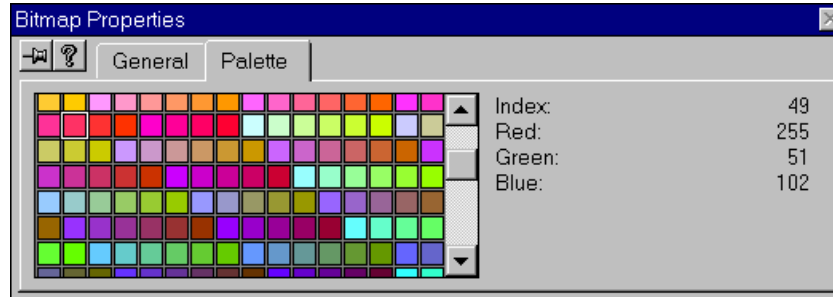 Bitmap Properties
?
General Palette
Index: 49
Red: 255
Green: 51
Blue: 102